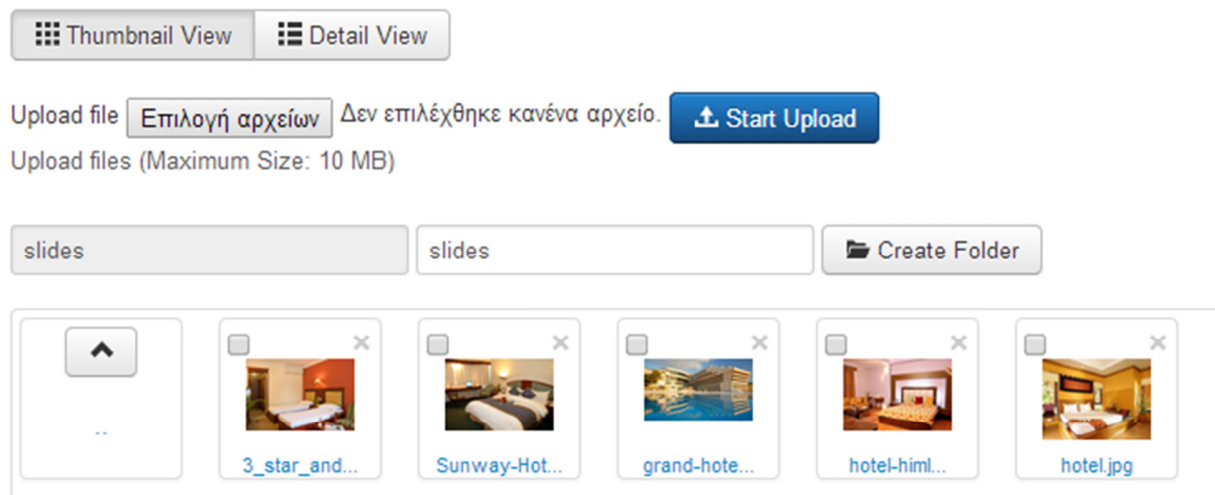 Thumbnail View Detail View
Upload file Επιλογή αρχείων Δεν επιλέχθηκε κανένα αρχείο. Start Upload
Upload files (Maximum Size: 10 MB)
slides slides Create Folder
.. 3_star_and... Sunway-Hot... grand-hote... hotel-himl... hotel.jpg